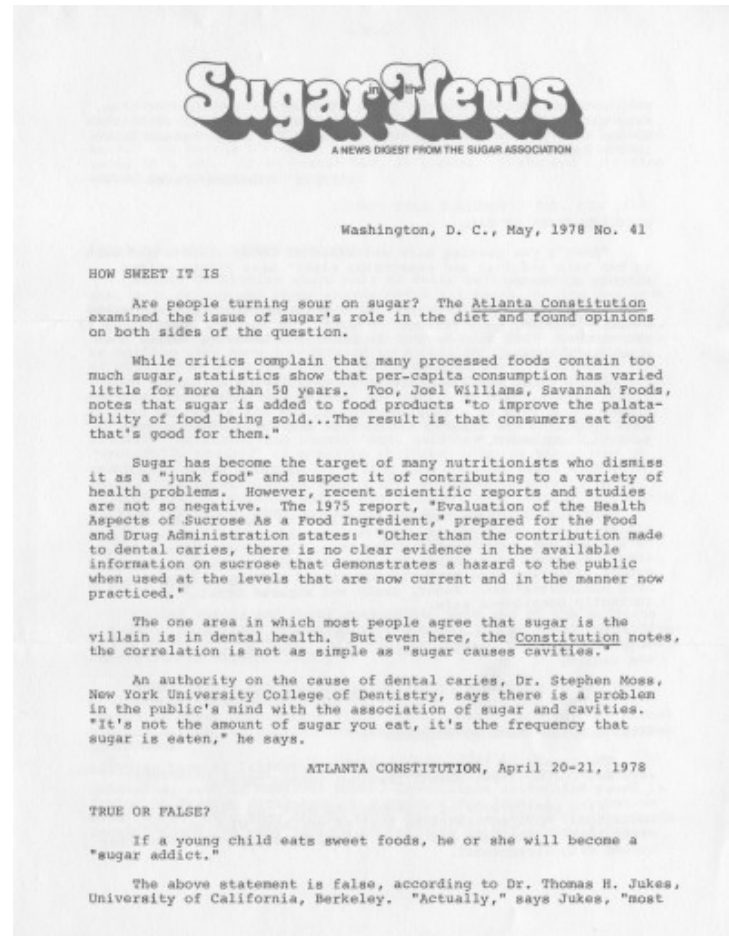 Sugar in the News
A NEWS DIGEST FROM THE SUGAR ASSOCIATION
Washington, D. C., May, 1978 No. 41
HOW SWEET IT IS
Are people turning sour on sugar? The Atlanta Constitution
examined the issue of sugar's role in the diet and found opinions
on both sides of the question.
While critics complain that many processed foods contain too
much sugar, statistics show that per-capita consumption has varied
little for more than 50 years. Too, Joel Williams, Savannah Foods,
notes that sugar is added to food products "to improve the palata-
bility of food being sold...The result is that consumers eat food
that's good for them."
Sugar has become the target of many nutritionists who dismiss
it as a "junk food" and suspect it of contributing to a variety of
health problems. However, recent scientific reports and studies
are not so negative. The 1975 report, "Evaluation of the Health
Aspects of Sucrose As a Food Ingredient," prepared for the Food
and Drug Administration states: "Other than the contribution made
to dental caries, there is no clear evidence in the available
information on sucrose that demonstrates a hazard to the public
when used at the levels that are now current and in the manner now
practiced."
The one area in which most people agree that sugar is the
villain is in dental health. But even here, the Constitution notes,
the correlation is not as simple as "sugar causes cavities."
An authority on the cause of dental caries, Dr. Stephen Moss,
New York University College of Dentistry, says there is a problem
in the public's mind with the association of sugar and cavities.
"It's not the amount of sugar you eat, it's the frequency that
sugar is eaten," he says.
ATLANTA CONSTITUTION, April 20-21, 1978
TRUE OR FALSE?
If a young child eats sweet foods, he or she will become a
"sugar addict."
The above statement is false, according to Dr. Thomas H. Jukes,
University of California, Berkeley. "Actually," says Jukes, "most